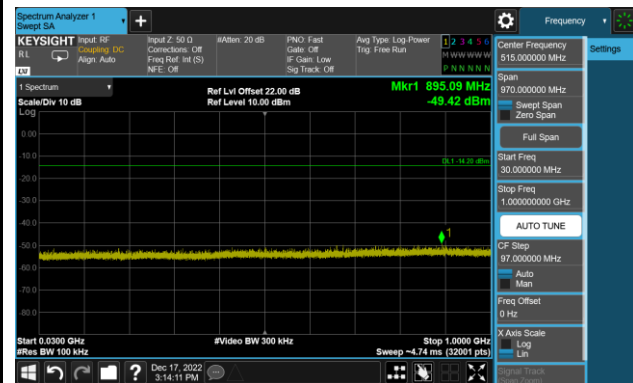 Spectrum Analyzer 1
Swept SA
Frequency
KEYSIGHT
RL
Input: RF
Coupling: DC
Align: Auto
Input Z: 50 Ω
Corrections: Off
Freq Ref: Int (S)
NFE: Off
#Atten: 20 dB
PNO: Fast
Gate: Off
IF Gain: Low
Sig Track: Off
Avg Type: Log-Power
Trig: Free Run
1 2 3 4 5 6
M W W W W W
P N N N N N
Center Frequency
515.000000 MHz
Settings
Span
970.000000 MHz
Swept Span
Zero Span
Full Span
Start Freq
30.000000 MHz
Stop Freq
1.000000000 GHz
AUTO TUNE
CF Step
97.000000 MHz
Auto
Man
Freq Offset
0 Hz
X Axis Scale
Log
Lin
Signal Track
(Span Zoom)
1 Spectrum
Scale/Div 10 dB
Log
Ref Lvl Offset 22.00 dB
Ref Level 10.00 dBm
Mkr1 895.09 MHz
-49.42 dBm
0.00
-10.0
DL1 -14.20 dBm
-20.0
-30.0
-40.0
1
-50.0
-60.0
-70.0
-80.0
Start 0.0300 GHz
#Res BW 100 kHz
#Video BW 300 kHz
Stop 1.0000 GHz
Sweep ~4.74 ms (32001 pts)
?
Dec 17, 2022
3:14:11 PM